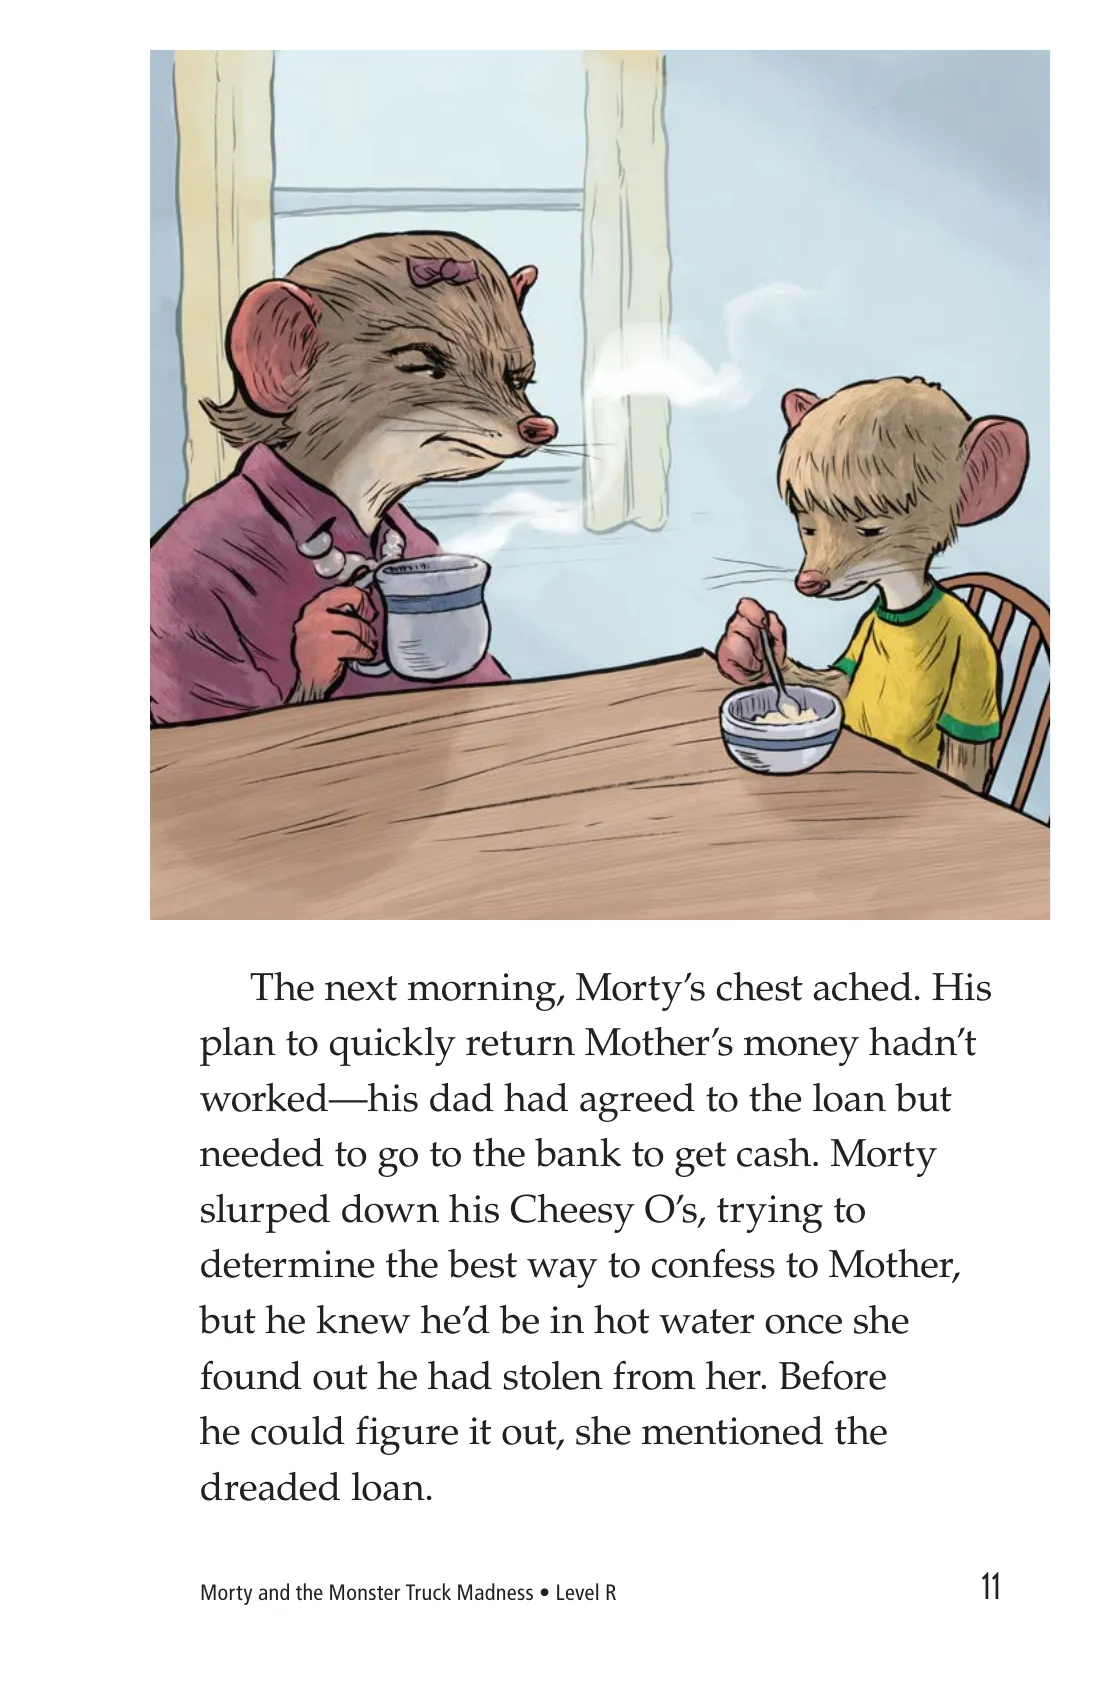 The next morning, Morty’s chest ached. His
plan to quickly return Mother’s money hadn’t
worked—his dad had agreed to the loan but
needed to go to the bank to get cash. Morty
slurped down his Cheesy O’s, trying to
determine the best way to confess to Mother,
but he knew he’d be in hot water once she
found out he had stolen from her. Before
he could figure it out, she mentioned the
dreaded loan.
Morty and the Monster Truck Madness • Level R
11